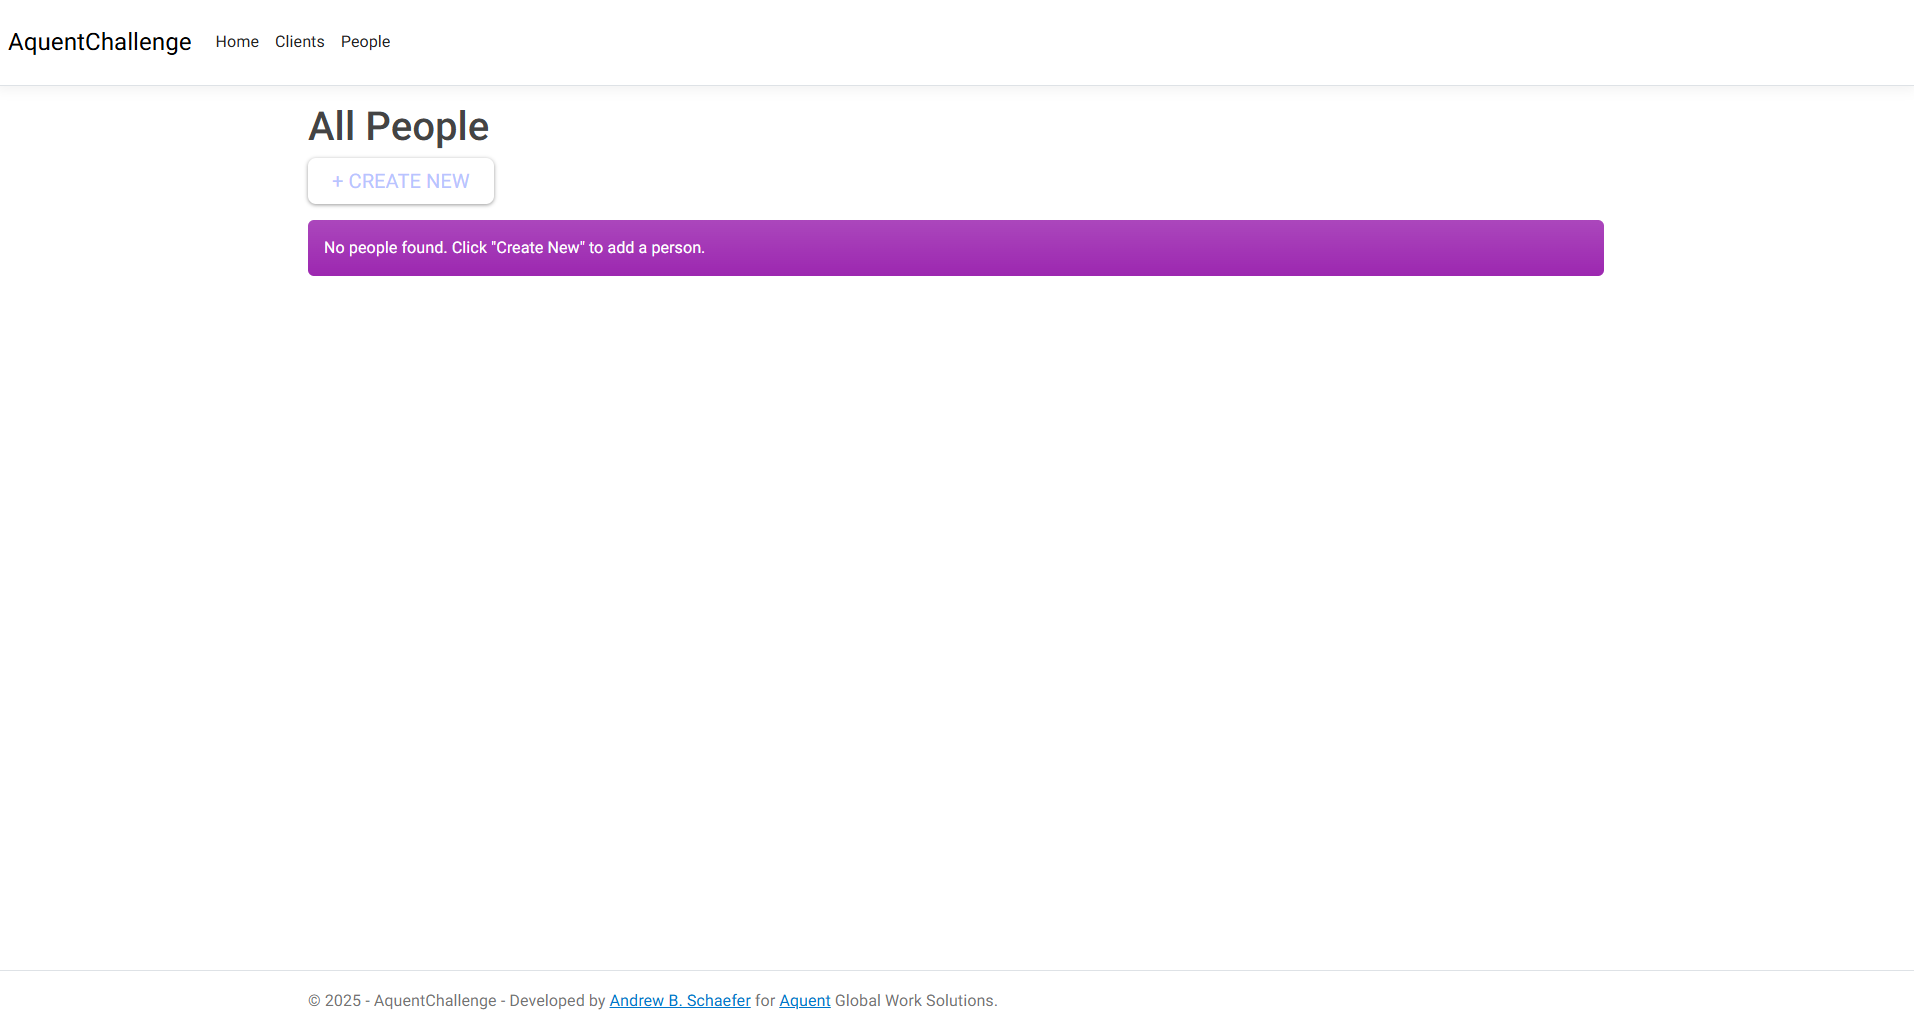 AquentChallenge Home Clients People
All People
+ CREATE NEW
No people found. Click "Create New" to add a person.
© 2025 - AquentChallenge - Developed by Andrew B. Schaefer for Aquent Global Work Solutions.